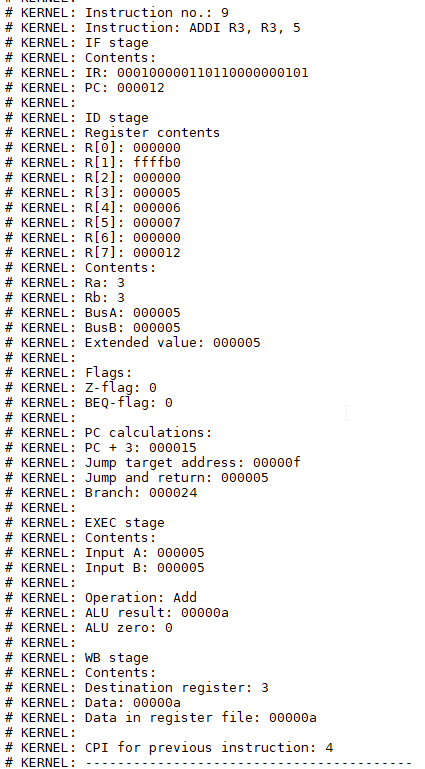 # KERNEL:
# KERNEL: Instruction no.: 9
# KERNEL: Instruction: ADDI R3, R3, 5
# KERNEL: IF stage
# KERNEL: Contents:
# KERNEL: IR: 000100000110110000000101
# KERNEL: PC: 000012
# KERNEL:
# KERNEL: ID stage
# KERNEL: Register contents
# KERNEL: R[0]: 000000
# KERNEL: R[1]: ffffb0
# KERNEL: R[2]: 000000
# KERNEL: R[3]: 000005
# KERNEL: R[4]: 000006
# KERNEL: R[5]: 000007
# KERNEL: R[6]: 000000
# KERNEL: R[7]: 000012
# KERNEL: Contents:
# KERNEL: Ra: 3
# KERNEL: Rb: 3
# KERNEL: BusA: 000005
# KERNEL: BusB: 000005
# KERNEL: Extended value: 000005
# KERNEL:
# KERNEL: Flags:
# KERNEL: Z-flag: 0
# KERNEL: BEQ-flag: 0
# KERNEL:
# KERNEL: PC calculations:
# KERNEL: PC + 3: 000015
# KERNEL: Jump target address: 00000f
# KERNEL: Jump and return: 000005
# KERNEL: Branch: 000024
# KERNEL:
# KERNEL: EXEC stage
# KERNEL: Contents:
# KERNEL: Input A: 000005
# KERNEL: Input B: 000005
# KERNEL:
# KERNEL: Operation: Add
# KERNEL: ALU result: 00000a
# KERNEL: ALU zero: 0
# KERNEL:
# KERNEL: WB stage
# KERNEL: Contents:
# KERNEL: Destination register: 3
# KERNEL: Data: 00000a
# KERNEL: Data in register file: 00000a
# KERNEL:
# KERNEL: CPI for previous instruction: 4
# KERNEL: -----------------------------------------